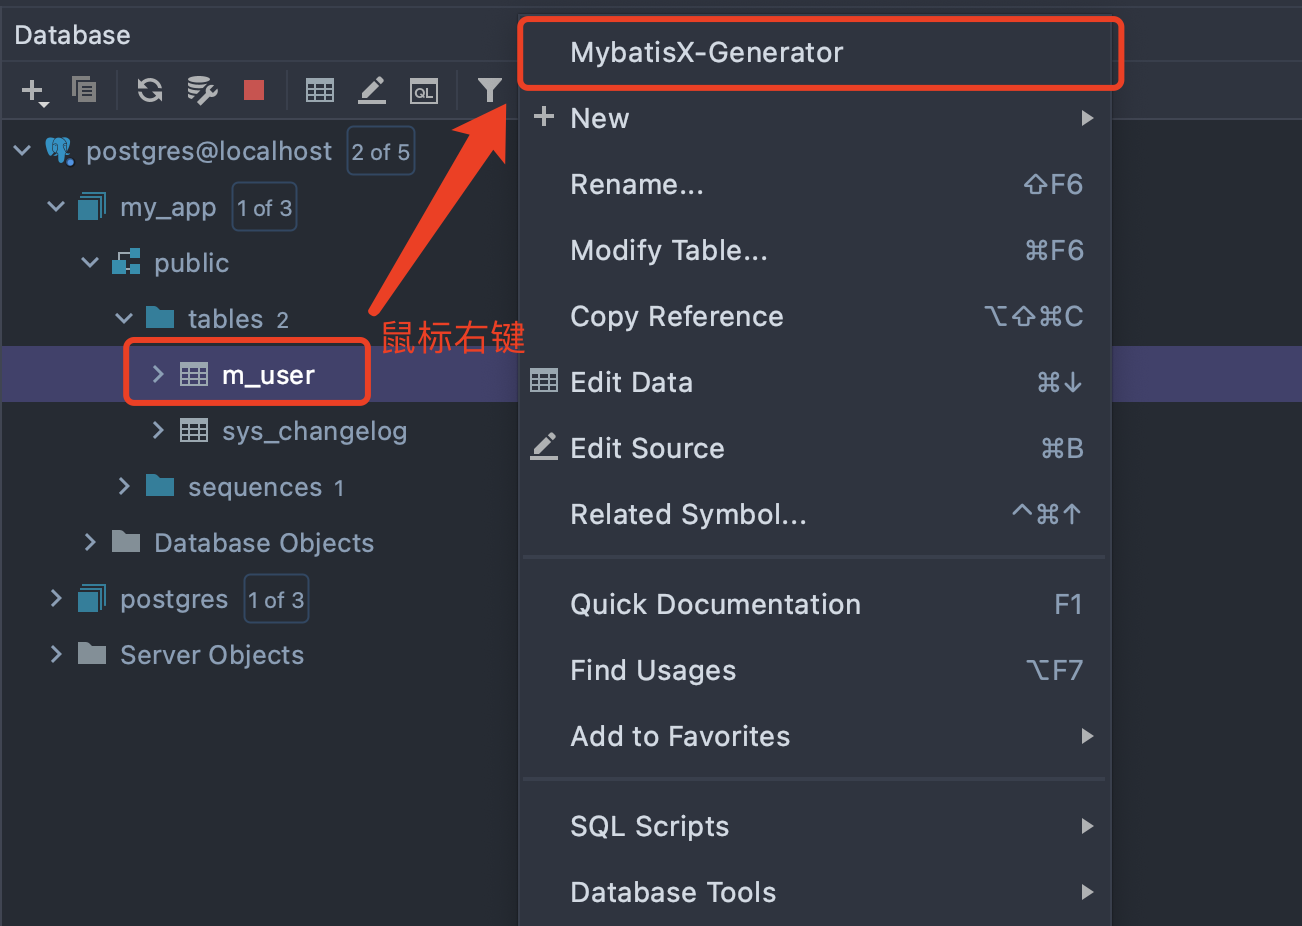 Database
postgres@localhost 2 of 5
my_app 1 of 3
public
tables 2
m_user
sys_changelog
sequences 1
Database Objects
postgres 1 of 3
Server Objects
鼠标右键
QL
MybatisX-Generator
New
Rename... ⇧F6
Modify Table... ⌘F6
Copy Reference ⌥⇧⌘C
Edit Data ⌘↓
Edit Source ⌘B
Related Symbol... ^⌘↑
Quick Documentation F1
Find Usages ⌥F7
Add to Favorites
SQL Scripts
Database Tools